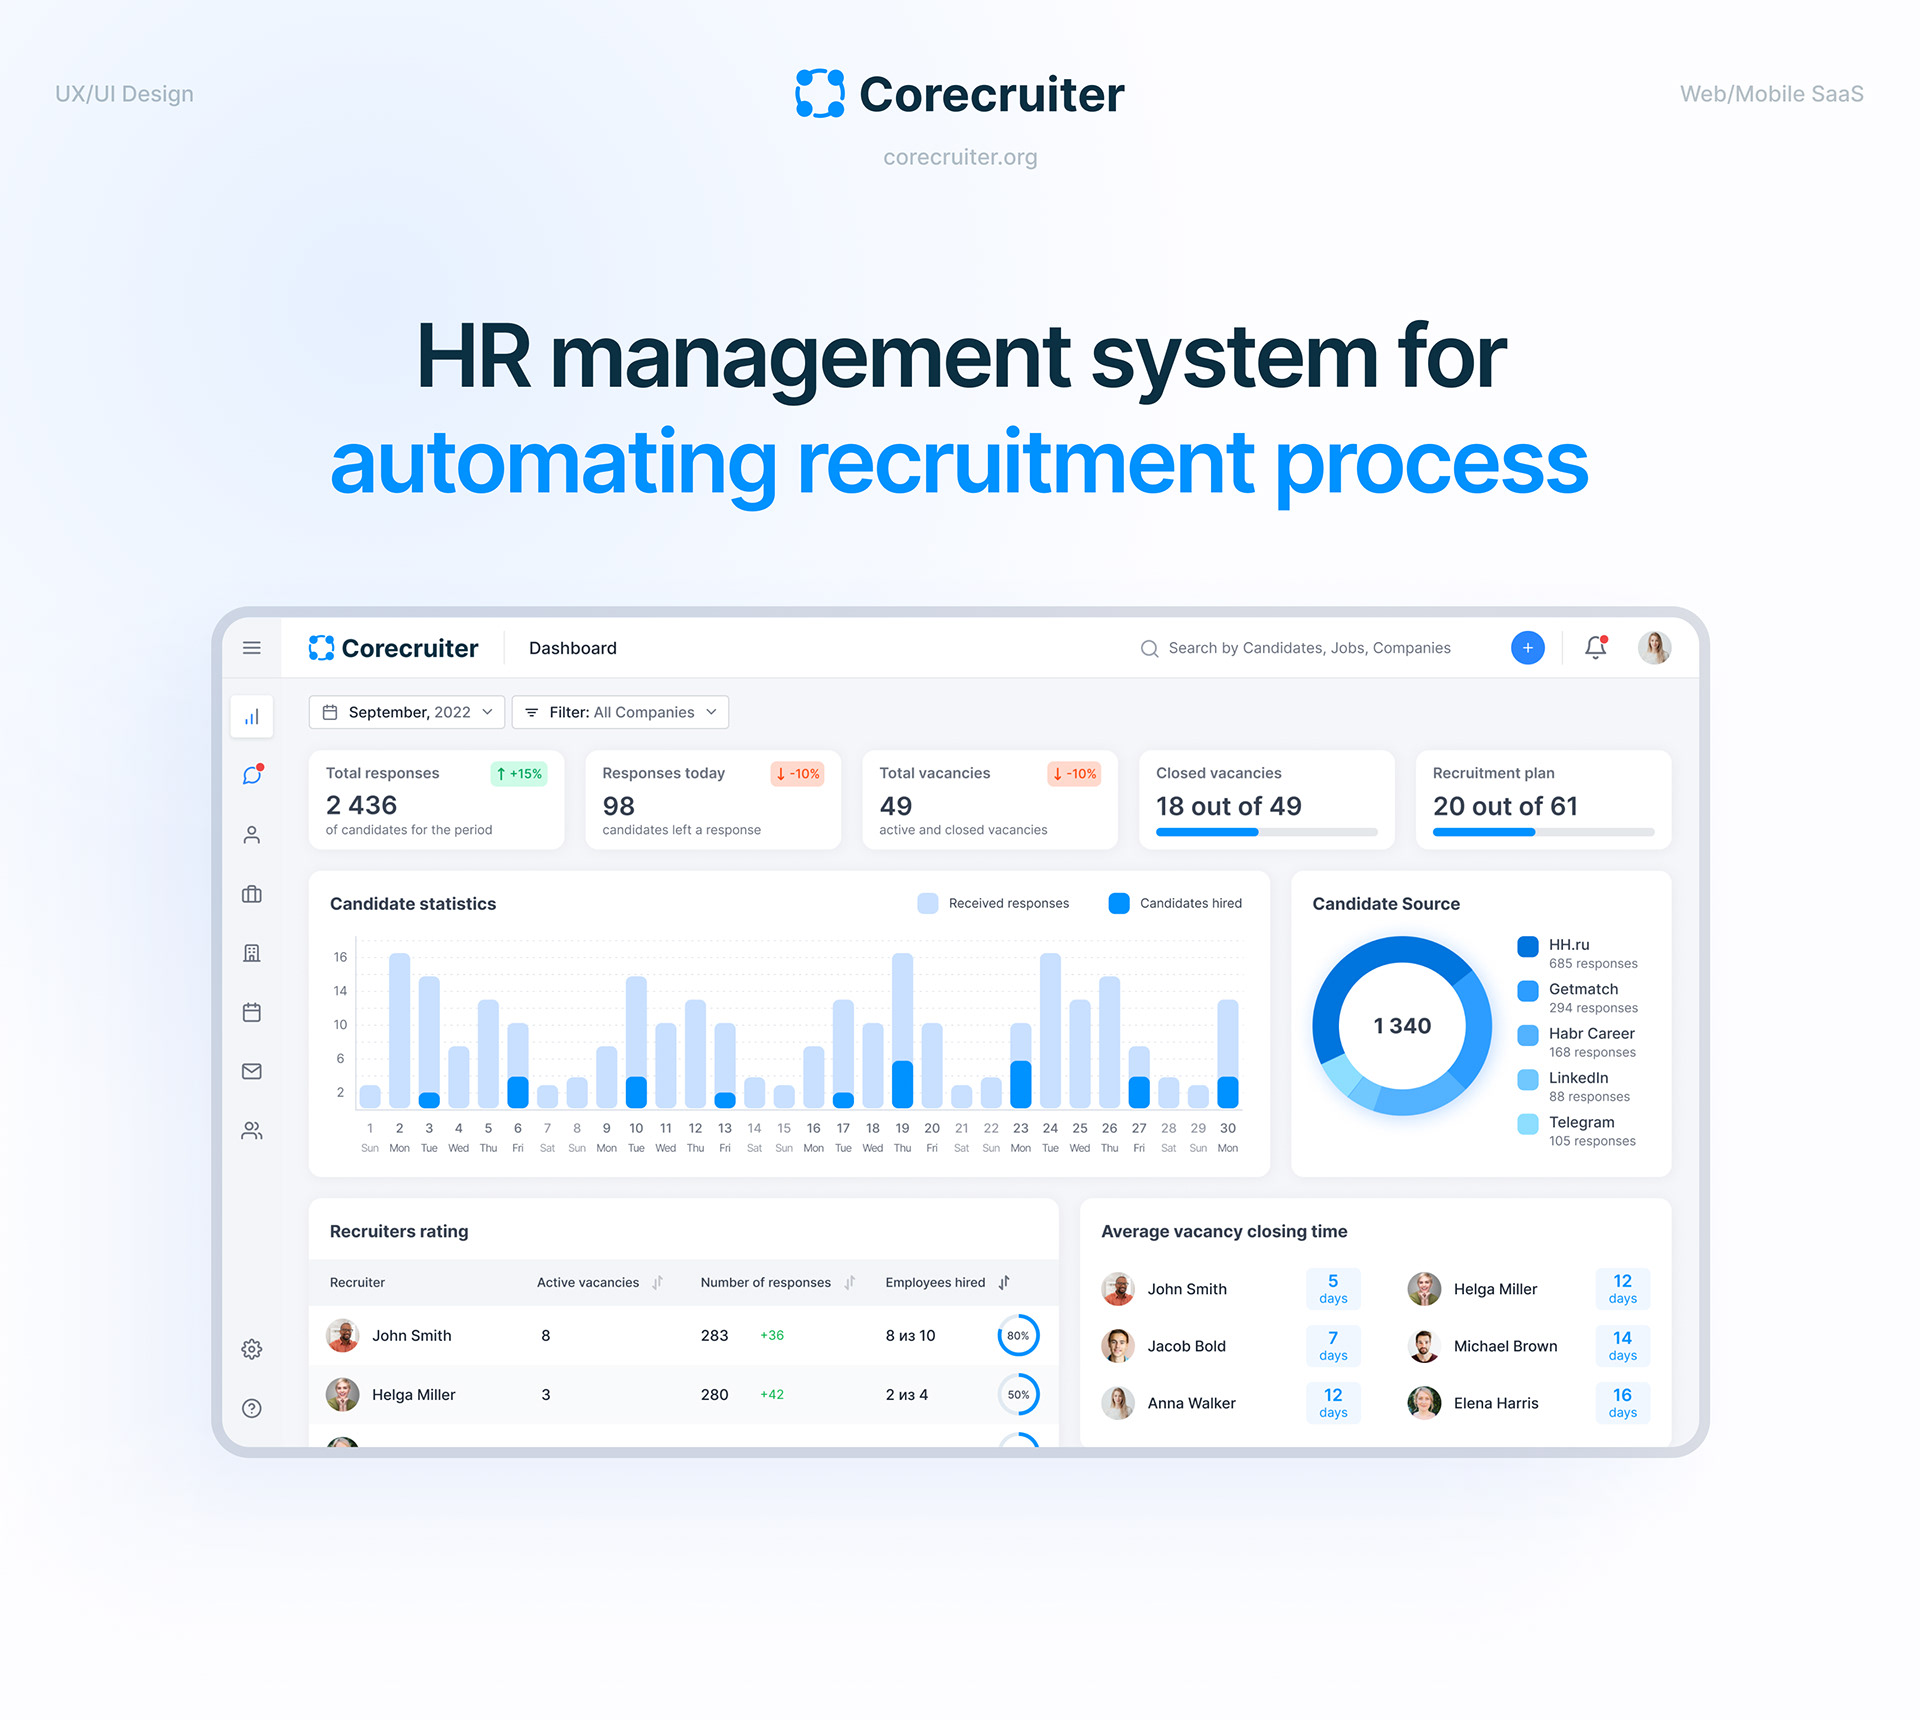 UX/UI Design
Corecruiter
Web/Mobile SaaS
corecruiter.org
HR management system for
automating recruitment process
Corecruiter
Dashboard
Search by Candidates, Jobs, Companies
September, 2022
Filter: All Companies
Total responses
+15%
2 436
of candidates for the period
Responses today
-10%
98
candidates left a response
Total vacancies
-10%
49
active and closed vacancies
Closed vacancies
18 out of 49
Recruitment plan
20 out of 61
Candidate statistics
Received responses
Candidates hired
16
14
10
6
2
1 2 3 4 5 6 7 8 9 10 11 12 13 14 15 16 17 18 19 20 21 22 23 24 25 26 27 28 29 30
Sun Mon Tue Wed Thu Fri Sat Sun Mon Tue Wed Thu Fri Sat Sun Mon Tue Wed Thu Fri Sat Sun Mon Tue Wed Thu Fri Sat Sun Mon
Candidate Source
1 340
HH.ru
685 responses
Getmatch
294 responses
Habr Career
168 responses
LinkedIn
88 responses
Telegram
105 responses
Recruiters rating
Recruiter
Active vacancies
Number of responses
Employees hired
John Smith
8
283
+36
8 из 10
80%
Helga Miller
3
280
+42
2 из 4
50%
Average vacancy closing time
John Smith
5
days
Helga Miller
12
days
Jacob Bold
7
days
Michael Brown
14
days
Anna Walker
12
days
Elena Harris
16
days